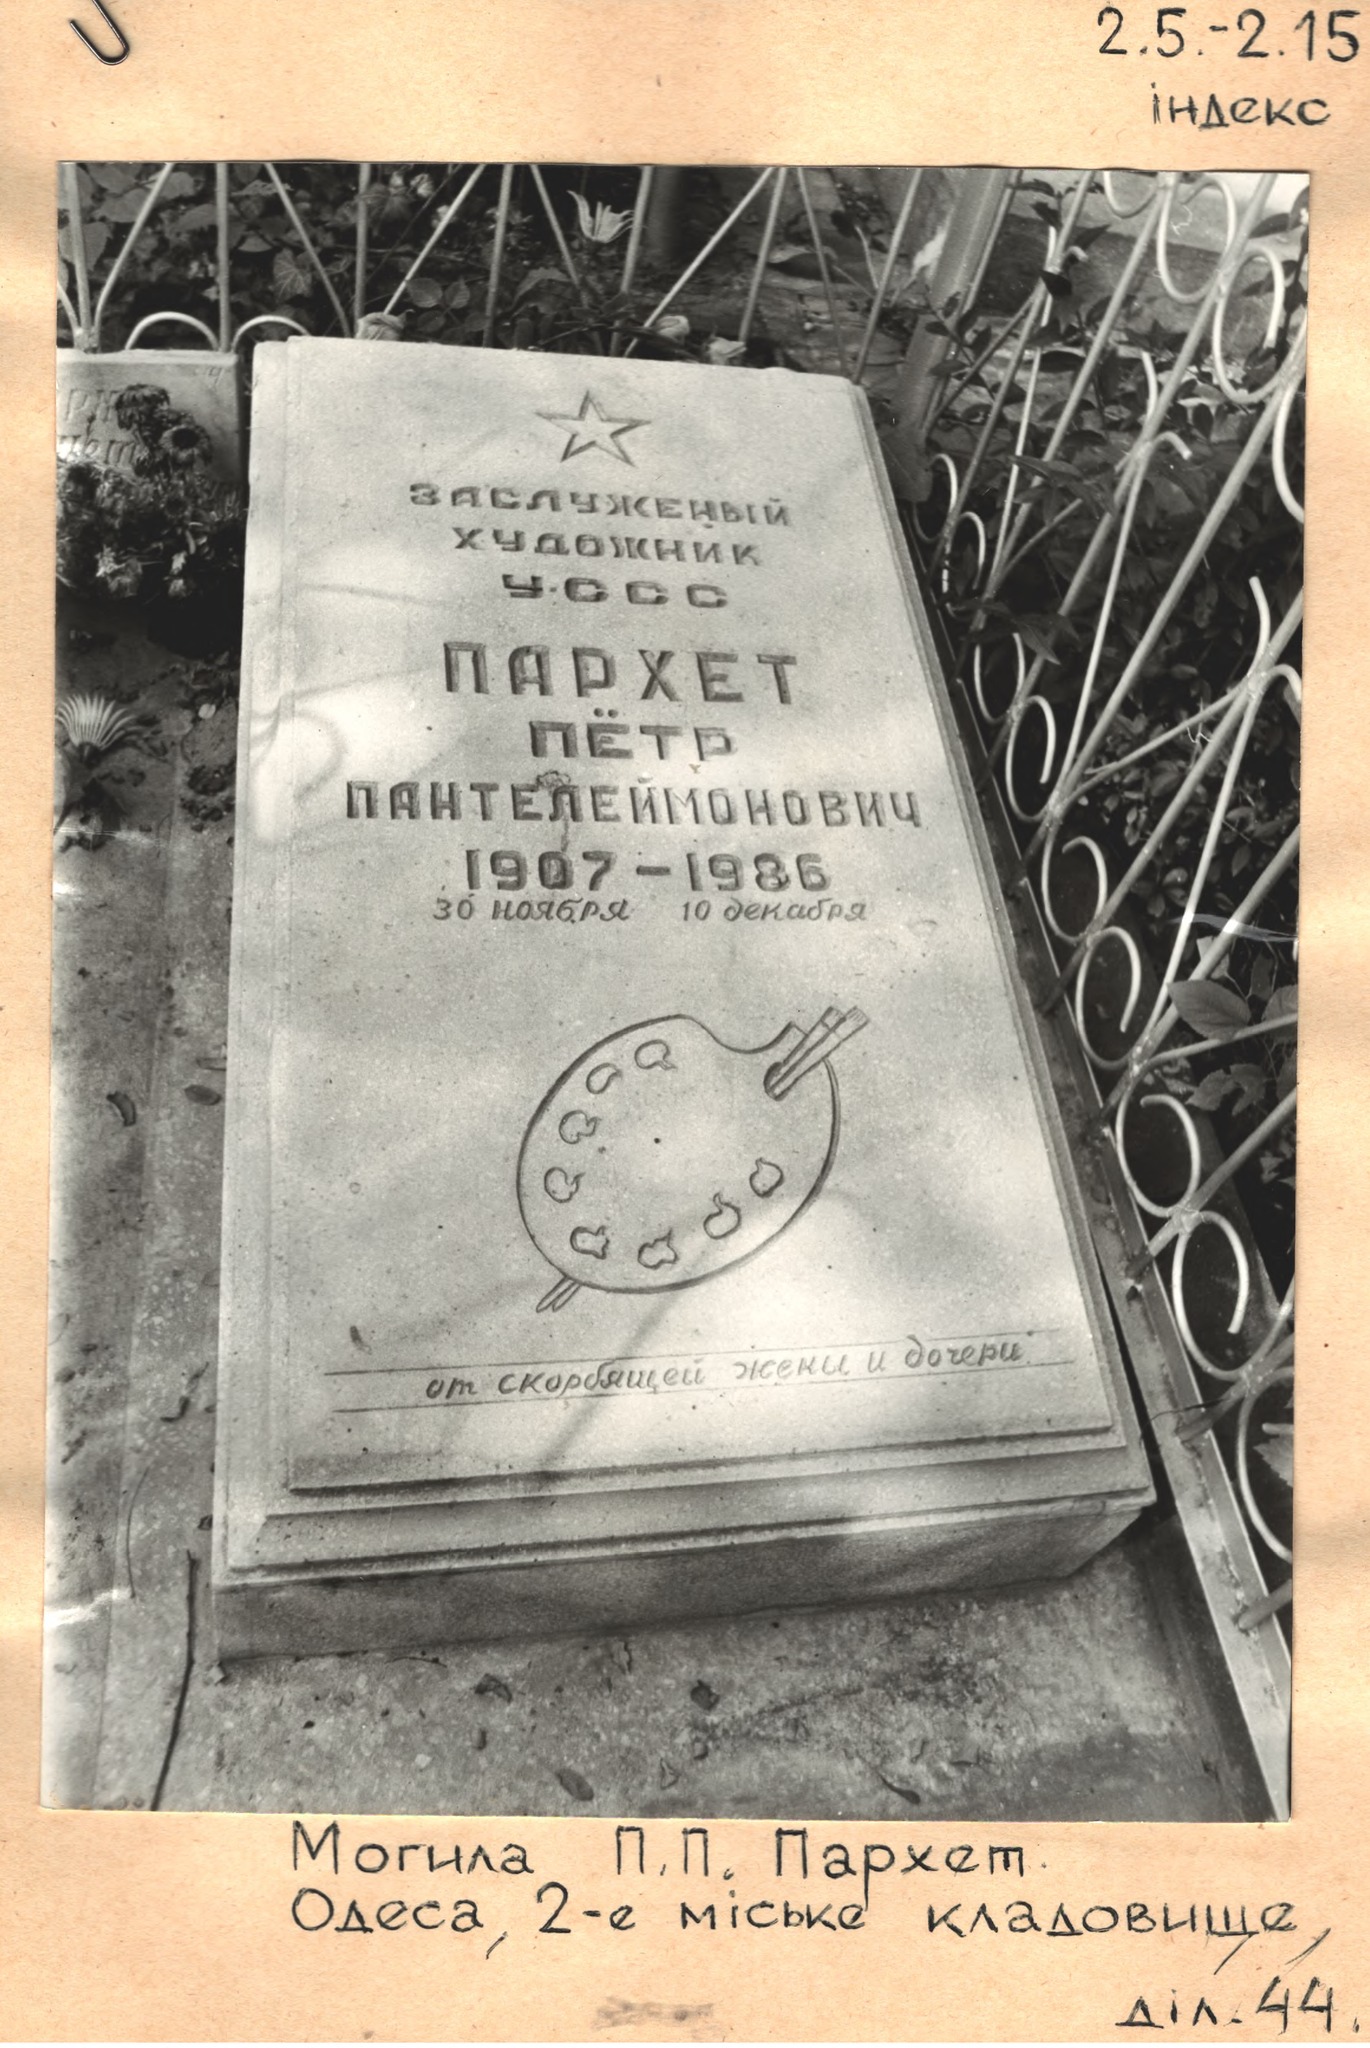 2.5.-2.15
індекс
ЗАСЛУЖЕНЫЙ
ХУДОЖНИК
У·ССС
ПАРХЕТ
ПЁТР
ПАНТЕЛЕЙМОНОВИЧ
1907-1986
30 ноября 10 декабря
от скорбящей жены и дочери
Могила П.П. Пархет.
Одеса, 2-е міське кладовище,
діл. 44.